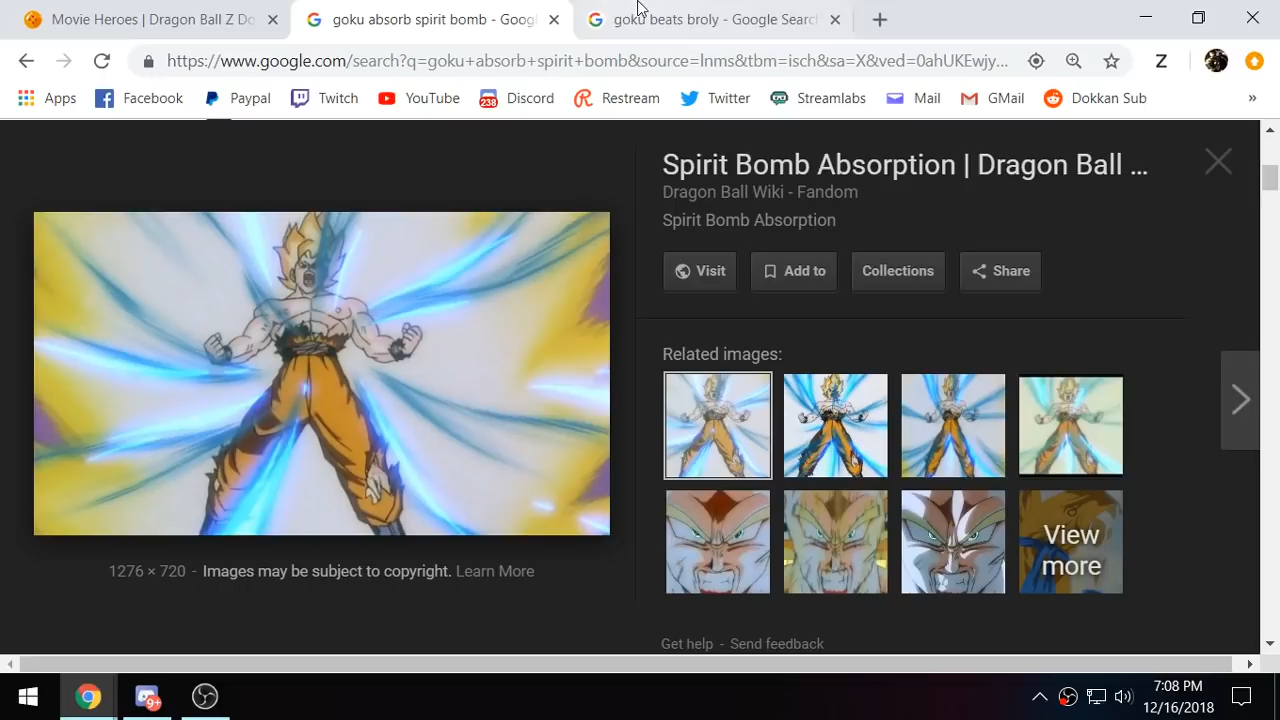 Movie Heroes | Dragon Ball Z Do
goku absorb spirit bomb - Goog
goku beats broly - Google Searc
https://www.google.com/search?q=goku+absorb+spirit+bomb&source=lnms&tbm=isch&sa=X&ved=0ahUKEwjy...
Z
Apps
Facebook
Paypal
Twitch
YouTube
238
Discord
Restream
Twitter
Streamlabs
Mail
GMail
Dokkan Sub
»
Spirit Bomb Absorption | Dragon Ball ...
Dragon Ball Wiki - Fandom
Spirit Bomb Absorption
Visit
Add to
Collections
Share
Related images:
View
more
1276 × 720 - Images may be subject to copyright. Learn More
Get help - Send feedback
9+
7:08 PM
12/16/2018